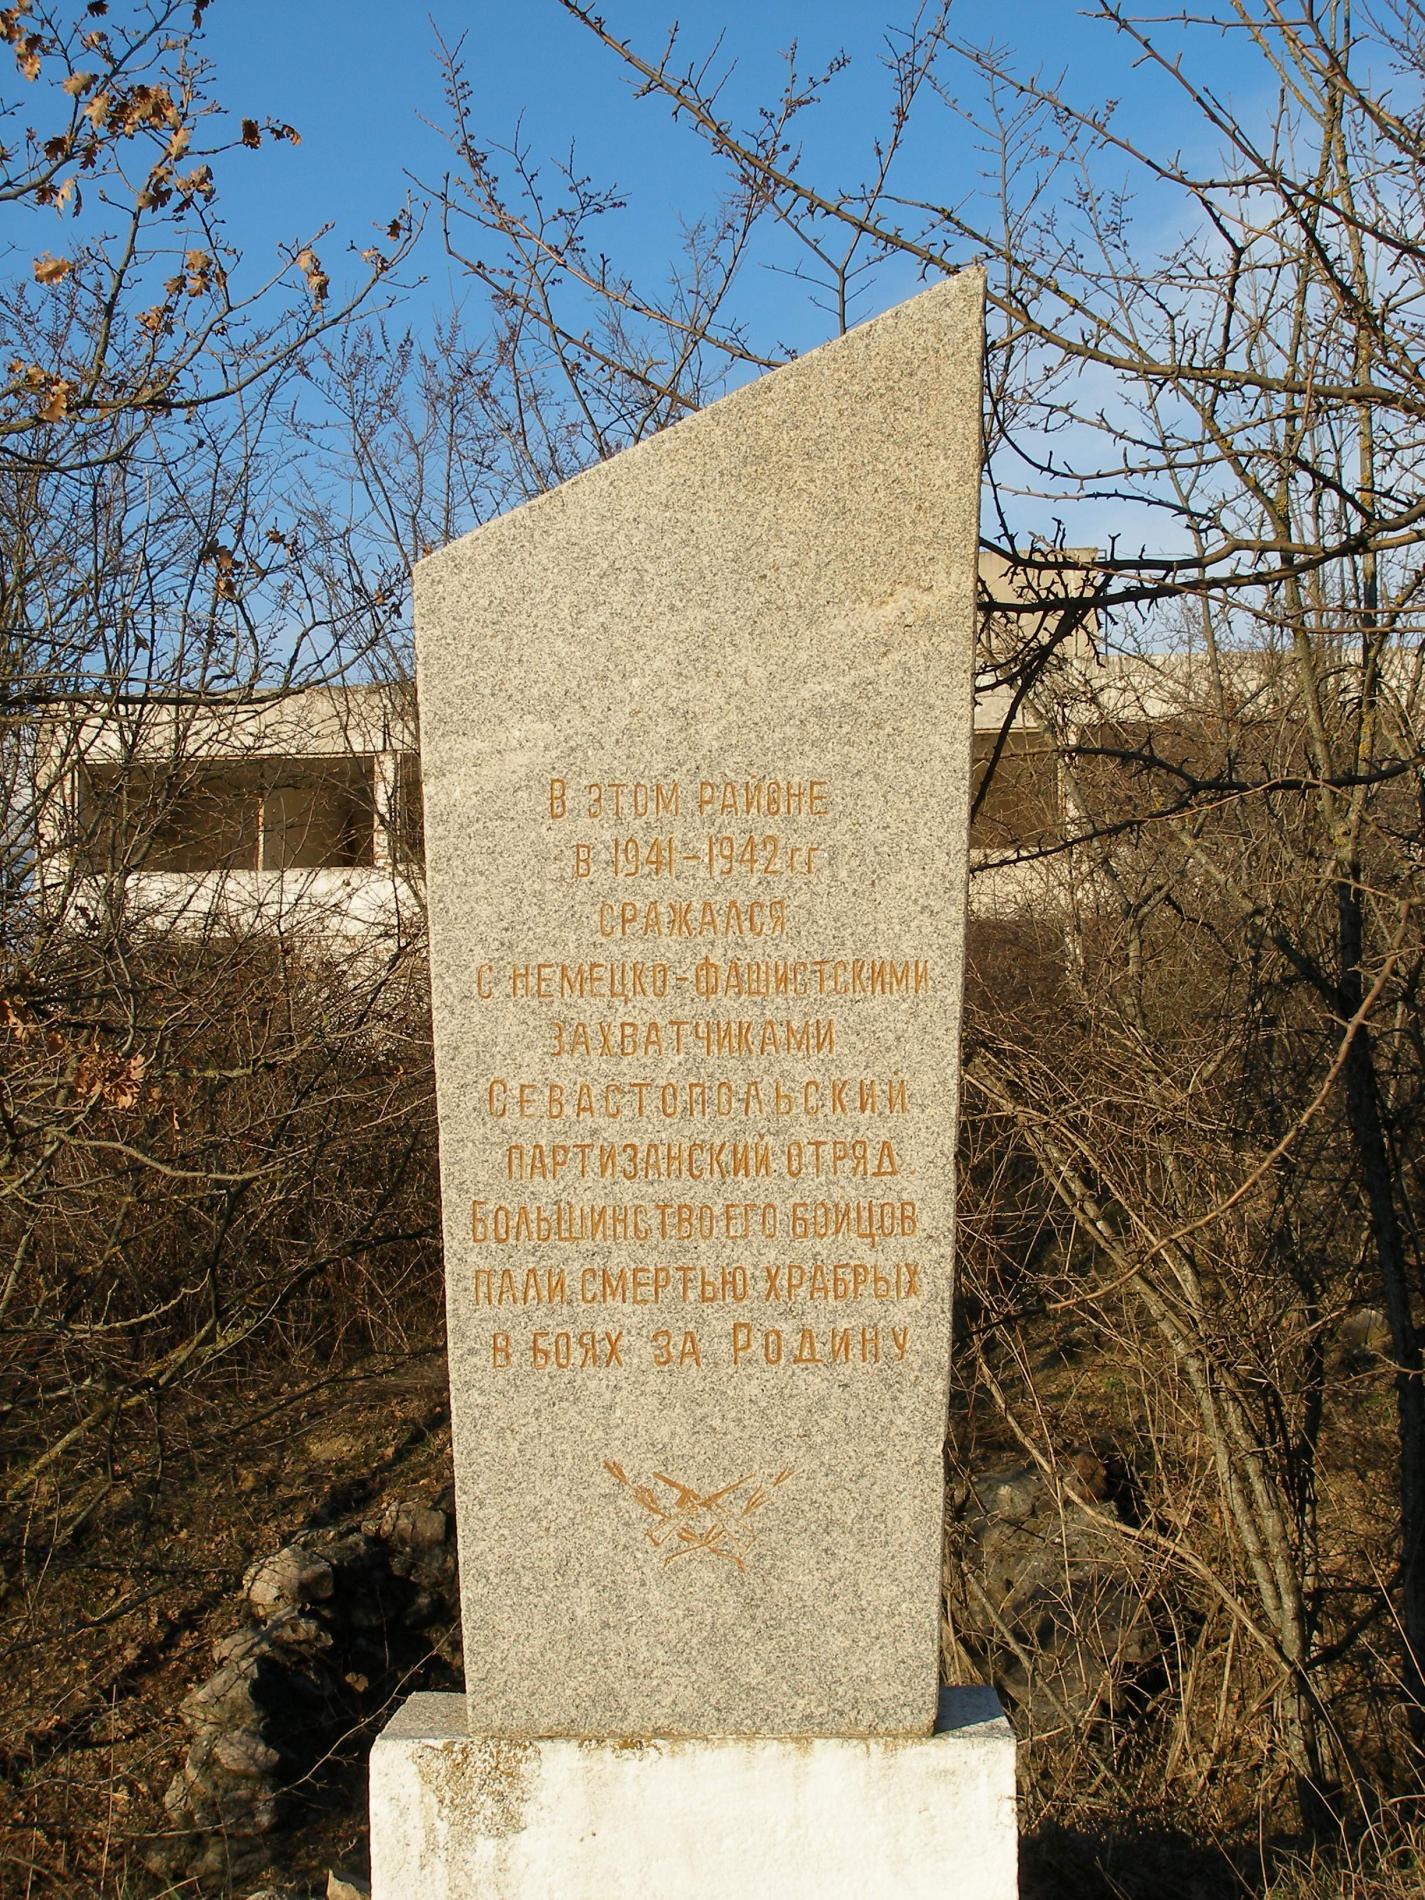 В ЭТОМ РАЙОНЕ
В 1941-1942 ГГ
СРАЖАЛСЯ
С НЕМЕЦКО-ФАШИСТСКИМИ
ЗАХВАТЧИКАМИ
СЕВАСТОПОЛЬСКИЙ
ПАРТИЗАНСКИЙ ОТРЯД
БОЛЬШИНСТВО ЕГО БОЙЦОВ
ПАЛИ СМЕРТЬЮ ХРАБРЫХ
В БОЯХ ЗА РОДИНУ